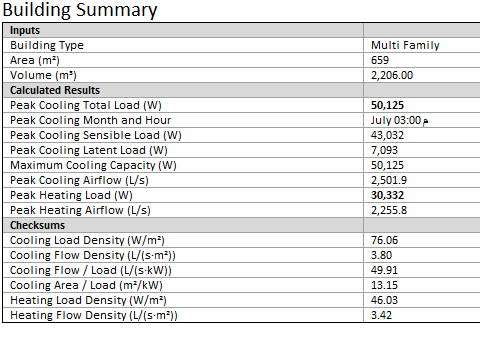 Building Summary
Inputs
Building Type Multi Family
Area (m²) 659
Volume (m³) 2,206.00
Calculated Results
Peak Cooling Total Load (W) 50,125
Peak Cooling Month and Hour July 03:00 م
Peak Cooling Sensible Load (W) 43,032
Peak Cooling Latent Load (W) 7,093
Maximum Cooling Capacity (W) 50,125
Peak Cooling Airflow (L/s) 2,501.9
Peak Heating Load (W) 30,332
Peak Heating Airflow (L/s) 2,255.8
Checksums
Cooling Load Density (W/m²) 76.06
Cooling Flow Density (L/(s·m²)) 3.80
Cooling Flow / Load (L/(s·kW)) 49.91
Cooling Area / Load (m²/kW) 13.15
Heating Load Density (W/m²) 46.03
Heating Flow Density (L/(s·m²)) 3.42